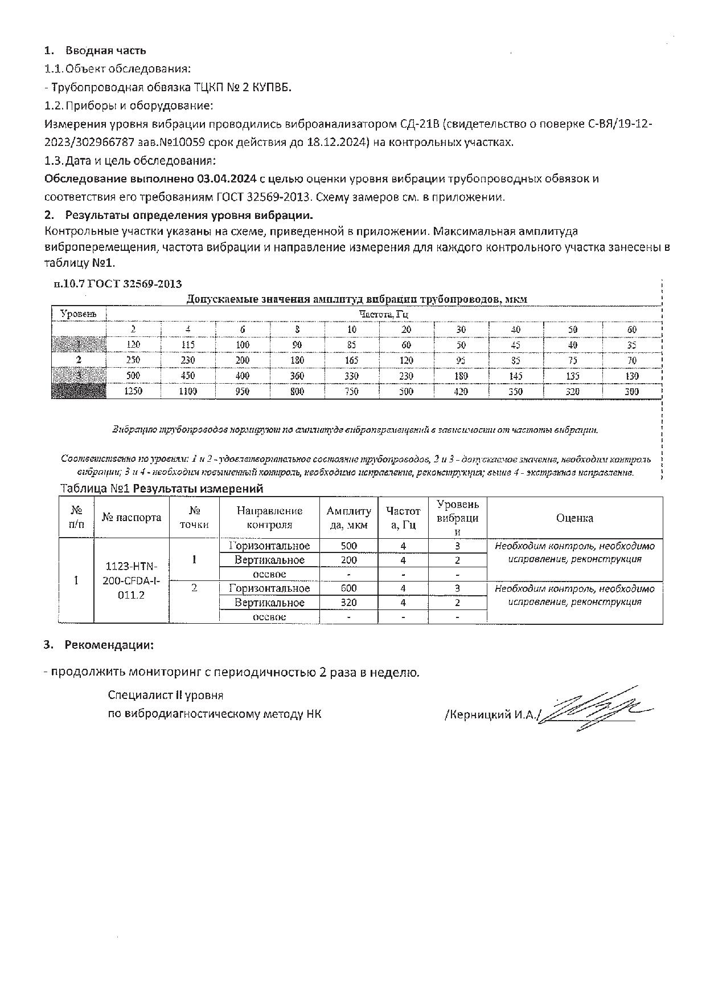 1. Вводная часть
1.1. Объект обследования:
- Трубопроводная обвязка ТЦКП № 2 КУПВБ.
1.2. Приборы и оборудование:
Измерения уровня вибрации проводились виброанализатором СД-21В (свидетельство о поверке С-ВЯ/19-12-
2023/302966787 зав.№10059 срок действия до 18.12.2024) на контрольных участках.
1.3. Дата и цель обследования:
Обследование выполнено 03.04.2024 с целью оценки уровня вибрации трубопроводных обвязок и
соответствия его требованиям ГОСТ 32569-2013. Схему замеров см. в приложении.
2. Результаты определения уровня вибрации.
Контрольные участки указаны на схеме, приведенной в приложении. Максимальная амплитуда
виброперемещения, частота вибрации и направление измерения для каждого контрольного участка занесены в
таблицу №1.
п.10.7 ГОСТ 32569-2013
Допускаемые значения амплитуд вибрации трубопроводов, мкм
Уровень Частота, Гц
2 4 6 8 10 20 30 40 50 60
1 120 115 100 90 85 60 50 45 40 35
2 250 230 200 180 165 120 95 85 75 70
3 500 450 400 360 330 230 180 145 135 130
1250 1100 950 800 750 500 420 350 320 300
Вибрацию трубопроводов нормируют по амплитуде виброперемещений в зависимости от частоты вибрации.
Соответственно по уровням: 1 и 2 - удовлетворительное состояние трубопроводов, 2 и 3 - допускаемое значение, необходим контроль
вибрации; 3 и 4 - необходим повышенный контроль, необходимо исправление, реконструкция; выше 4 - экстренное исправление.
Таблица №1 Результаты измерений
№ п/п № паспорта № точки Направление контроля Амплиту да, мкм Частот а, Гц Уровень вибраци и Оценка
1 1123-HTN-200-CFDA-I-011.2 1 Горизонтальное 500 4 3 Необходим контроль, необходимо
Вертикальное 200 4 2 исправление, реконструкция
осевое - - -
2 Горизонтальное 600 4 3 Необходим контроль, необходимо
Вертикальное 320 4 2 исправление, реконструкция
осевое - - -
3. Рекомендации:
- продолжить мониторинг с периодичностью 2 раза в неделю.
Специалист II уровня
по вибродиагностическому методу НК /Керницкий И.А./